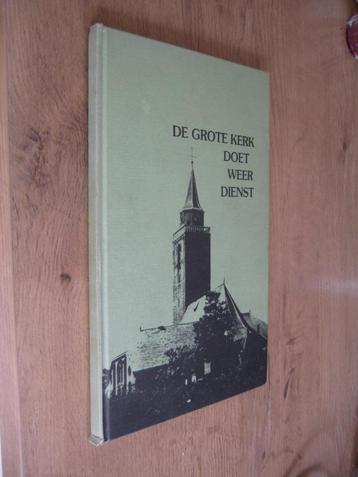 DE GROTE KERK
DOET
WEER
DIENST